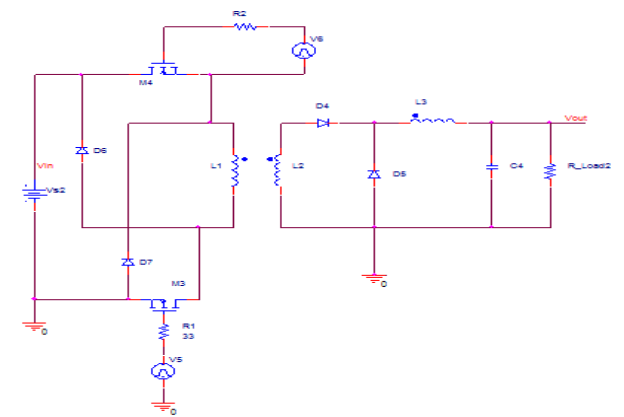 R2
V6
M4
D4
L3
Vout
D6
L1
L2
D5
C4
R_Load2
Vin
Vs2
D7
M3
0
R1
33
0
V5
0